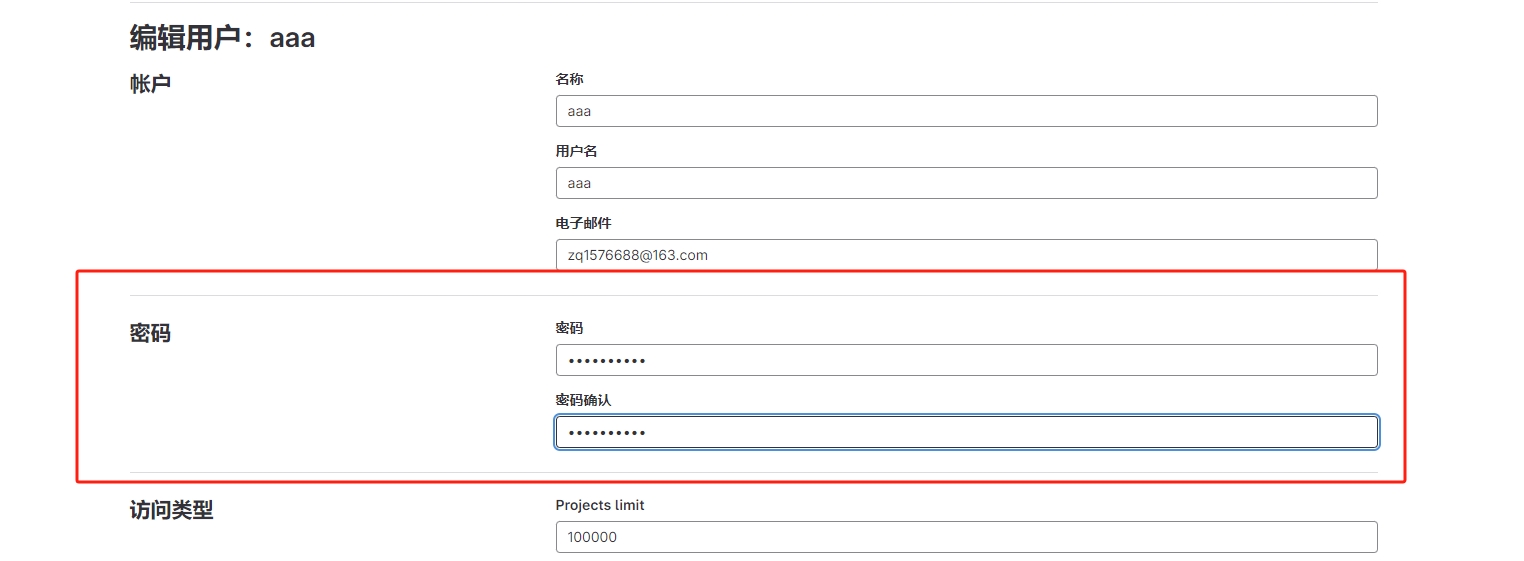 编辑用户：aaa
帐户
名称
aaa
用户名
aaa
电子邮件
zq1576688@163.com
密码
密码
••••••••••
密码确认
••••••••••
访问类型
Projects limit
100000